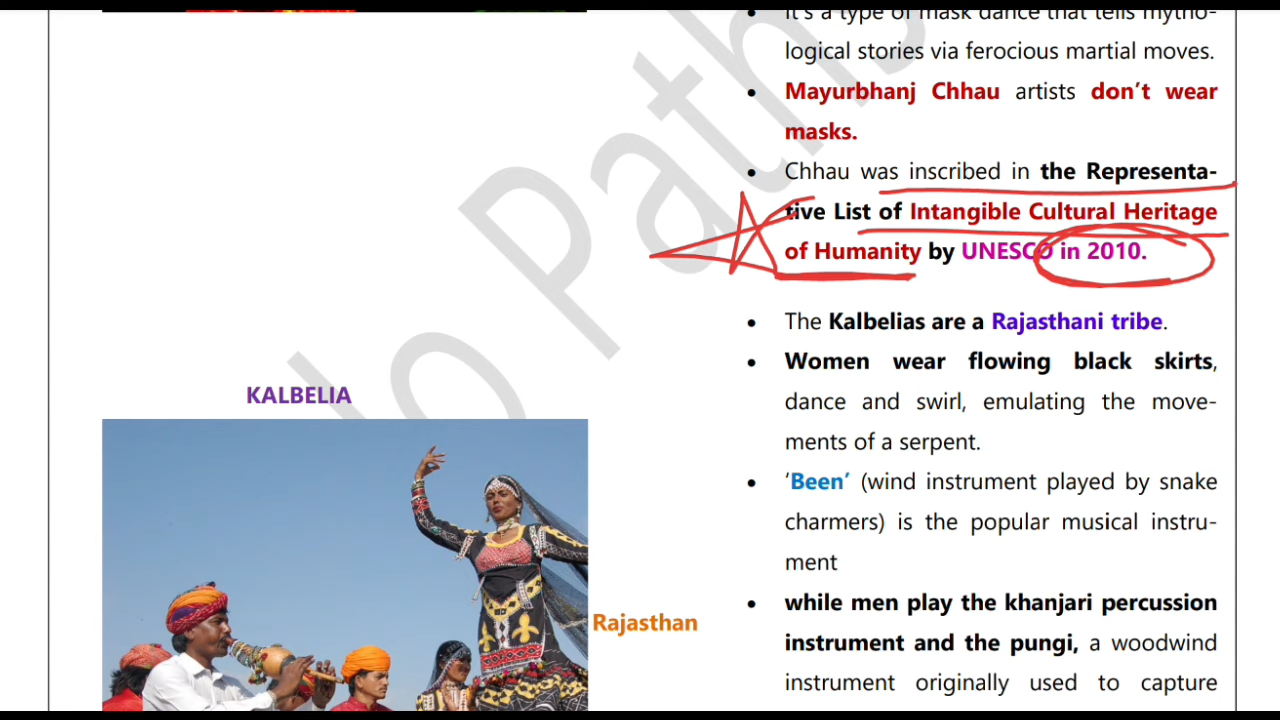 It's a type of mask dance that tells mytho-
logical stories via ferocious martial moves.
• Mayurbhanj Chhau artists don't wear
masks.
• Chhau was inscribed in the Representa-
tive List of Intangible Cultural Heritage
of Humanity by UNESCO in 2010.
• The Kalbelias are a Rajasthani tribe.
• Women wear flowing black skirts,
dance and swirl, emulating the move-
ments of a serpent.
• 'Been' (wind instrument played by snake
charmers) is the popular musical instru-
ment
• while men play the khanjari percussion
instrument and the pungi, a woodwind
instrument originally used to capture
KALBELIA
Rajasthan